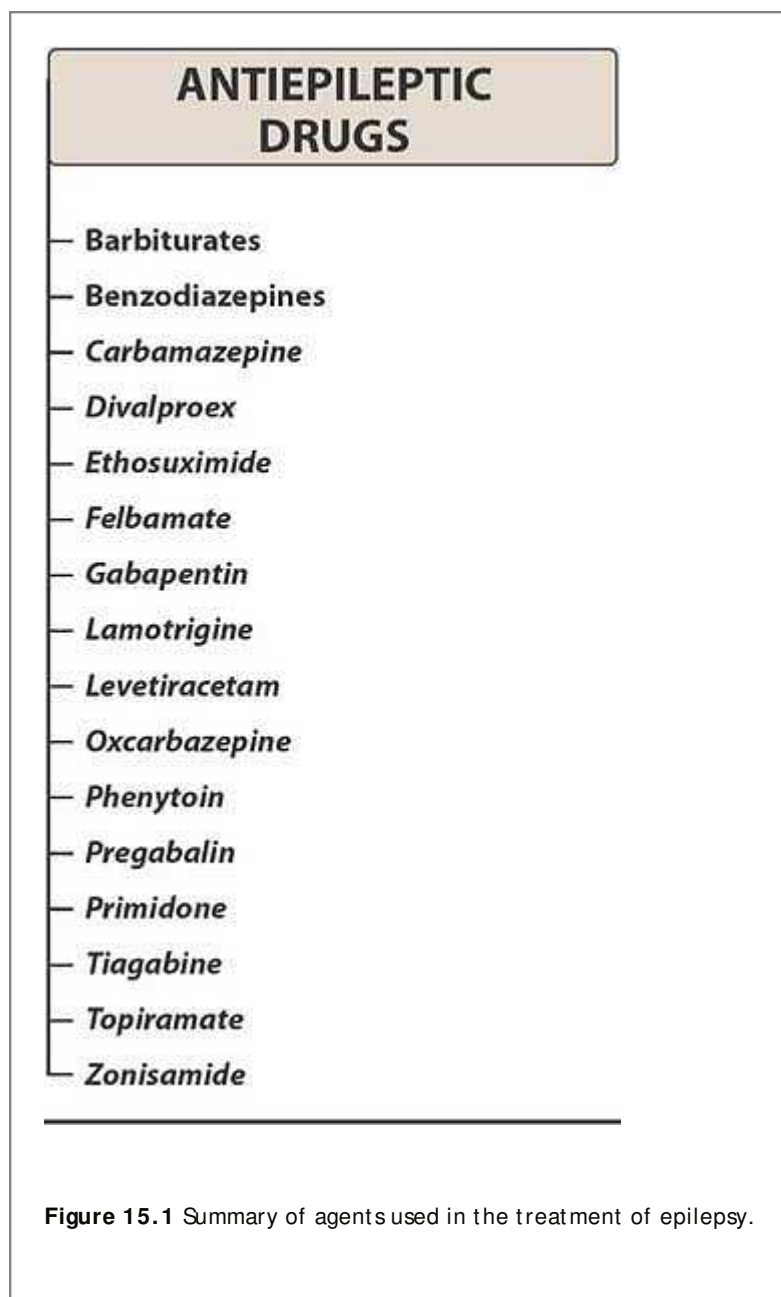 ANTIEPILEPTIC
DRUGS
Barbiturates
Benzodiazepines
Carbamazepine
Divalproex
Ethosuximide
Felbamate
Gabapentin
Lamotrigine
Levetiracetam
Oxcarbazepine
Phenytoin
Pregabalin
Primidone
Tiagabine
Topiramate
Zonisamide
Figure 15.1 Summary of agents used in the treatment of epilepsy.